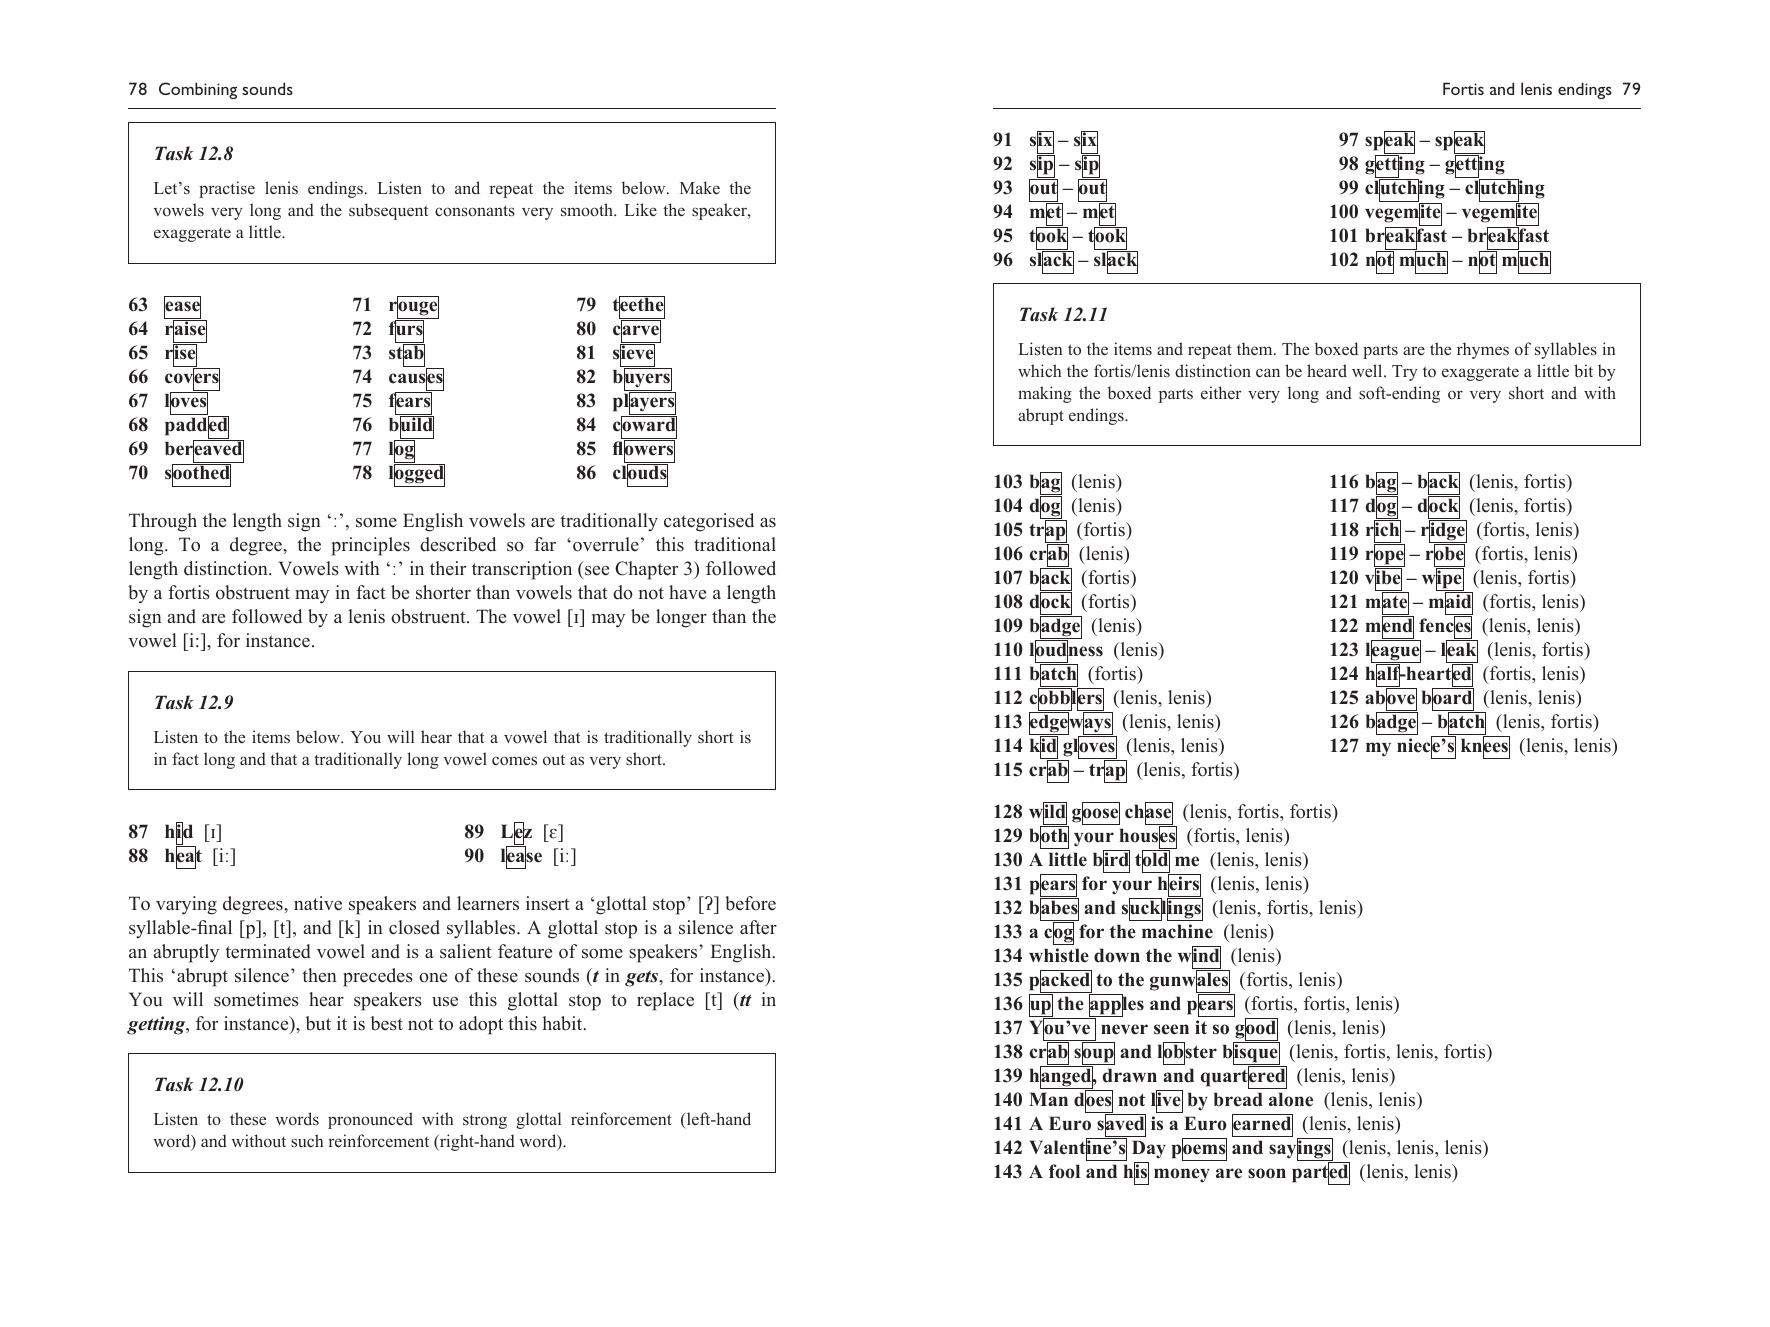 78 Combining sounds
Task 12.8
Let's practise lenis endings. Listen to and repeat the items below. Make the
vowels very long and the subsequent consonants very smooth. Like the speaker,
exaggerate a little.
63 ease
64 raise
65 rise
66 covers
67 loves
68 padded
69 bereaved
70 soothed
71 rouge
72 furs
73 stab
74 causes
75 fears
76 build
77 log
78 logged
79 teethe
80 carve
81 sieve
82 buyers
83 players
84 coward
85 flowers
86 clouds
Through the length sign ‘ː’, some English vowels are traditionally categorised as
long. To a degree, the principles described so far ‘overrule’ this traditional
length distinction. Vowels with ‘ː’ in their transcription (see Chapter 3) followed
by a fortis obstruent may in fact be shorter than vowels that do not have a length
sign and are followed by a lenis obstruent. The vowel [ɪ] may be longer than the
vowel [iː], for instance.
Task 12.9
Listen to the items below. You will hear that a vowel that is traditionally short is
in fact long and that a traditionally long vowel comes out as very short.
87 hid [ɪ]
88 heat [iː]
89 Lez [ɛ]
90 lease [iː]
To varying degrees, native speakers and learners insert a ‘glottal stop’ [ʔ] before
syllable-final [p], [t], and [k] in closed syllables. A glottal stop is a silence after
an abruptly terminated vowel and is a salient feature of some speakers’ English.
This ‘abrupt silence’ then precedes one of these sounds (t in gets, for instance).
You will sometimes hear speakers use this glottal stop to replace [t] (tt in
getting, for instance), but it is best not to adopt this habit.
Task 12.10
Listen to these words pronounced with strong glottal reinforcement (left-hand
word) and without such reinforcement (right-hand word).
Fortis and lenis endings 79
91 six – six
92 sip – sip
93 out – out
94 met – met
95 took – took
96 slack – slack
97 speak – speak
98 getting – getting
99 clutching – clutching
100 vegemite – vegemite
101 breakfast – breakfast
102 not much – not much
Task 12.11
Listen to the items and repeat them. The boxed parts are the rhymes of syllables in
which the fortis/lenis distinction can be heard well. Try to exaggerate a little bit by
making the boxed parts either very long and soft-ending or very short and with
abrupt endings.
103 bag (lenis)
104 dog (lenis)
105 trap (fortis)
106 crab (lenis)
107 back (fortis)
108 dock (fortis)
109 badge (lenis)
110 loudness (lenis)
111 batch (fortis)
112 cobblers (lenis, lenis)
113 edgeways (lenis, lenis)
114 kid gloves (lenis, lenis)
115 crab – trap (lenis, fortis)
116 bag – back (lenis, fortis)
117 dog – dock (lenis, fortis)
118 rich – ridge (fortis, lenis)
119 rope – robe (fortis, lenis)
120 vibe – wipe (lenis, fortis)
121 mate – maid (fortis, lenis)
122 mend fences (lenis, lenis)
123 league – leak (lenis, fortis)
124 half-hearted (fortis, lenis)
125 above board (lenis, lenis)
126 badge – batch (lenis, fortis)
127 my niece’s knees (lenis, lenis)
128 wild goose chase (lenis, fortis, fortis)
129 both your houses (fortis, lenis)
130 A little bird told me (lenis, lenis)
131 pears for your heirs (lenis, lenis)
132 babes and sucklings (lenis, fortis, lenis)
133 a cog for the machine (lenis)
134 whistle down the wind (lenis)
135 packed to the gunwales (fortis, lenis)
136 up the apples and pears (fortis, fortis, lenis)
137 You’ve never seen it so good (lenis, lenis)
138 crab soup and lobster bisque (lenis, fortis, lenis, fortis)
139 hanged, drawn and quartered (lenis, lenis)
140 Man does not live by bread alone (lenis, lenis)
141 A Euro saved is a Euro earned (lenis, lenis)
142 Valentine’s Day poems and sayings (lenis, lenis, lenis)
143 A fool and his money are soon parted (lenis, lenis)